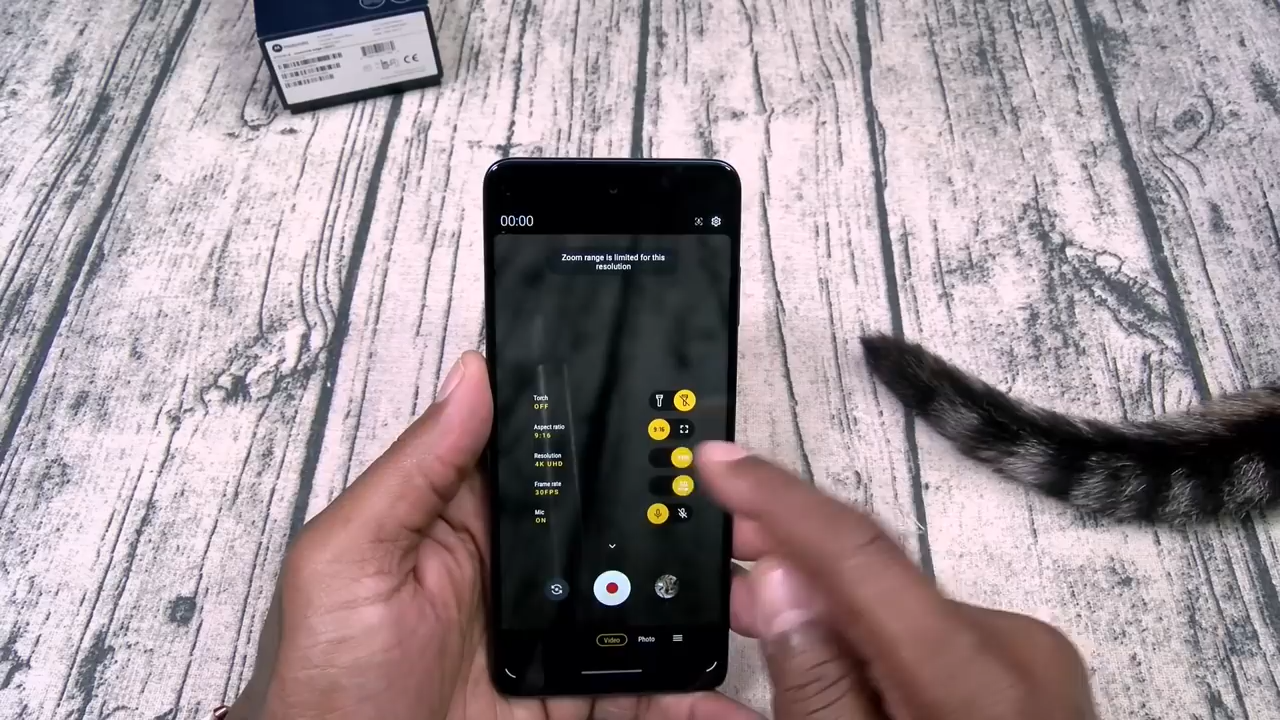 00:00
Zoom range is limited for this
resolution
Torch
OFF
Aspect ratio
9:16
9:16
Resolution
4K UHD
Frame rate
30FPS
30
Mic
ON
Video
Photo